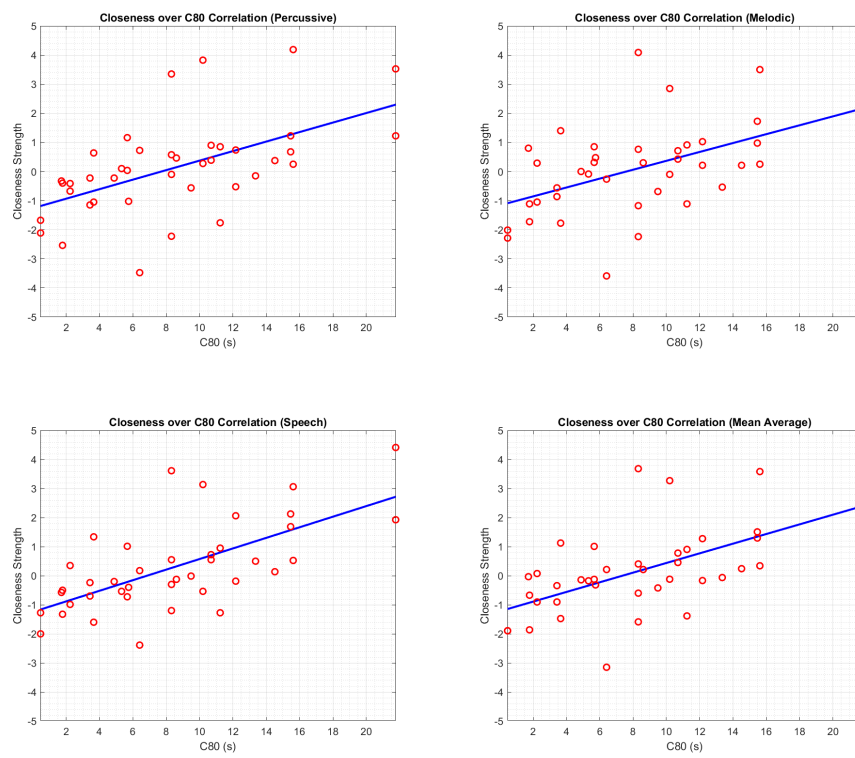 Closeness over C80 Correlation (Percussive)
5
4
3
2
1
0
-1
-2
-3
-4
-5
Closeness Strength
2 4 6 8 10 12 14 16 18 20
C80 (s)
Closeness over C80 Correlation (Melodic)
5
4
3
2
1
0
-1
-2
-3
-4
-5
Closeness Strength
2 4 6 8 10 12 14 16 18 20
C80 (s)
Closeness over C80 Correlation (Speech)
5
4
3
2
1
0
-1
-2
-3
-4
-5
Closeness Strength
2 4 6 8 10 12 14 16 18 20
C80 (s)
Closeness over C80 Correlation (Mean Average)
5
4
3
2
1
0
-1
-2
-3
-4
-5
Closeness Strength
2 4 6 8 10 12 14 16 18 20
C80 (s)